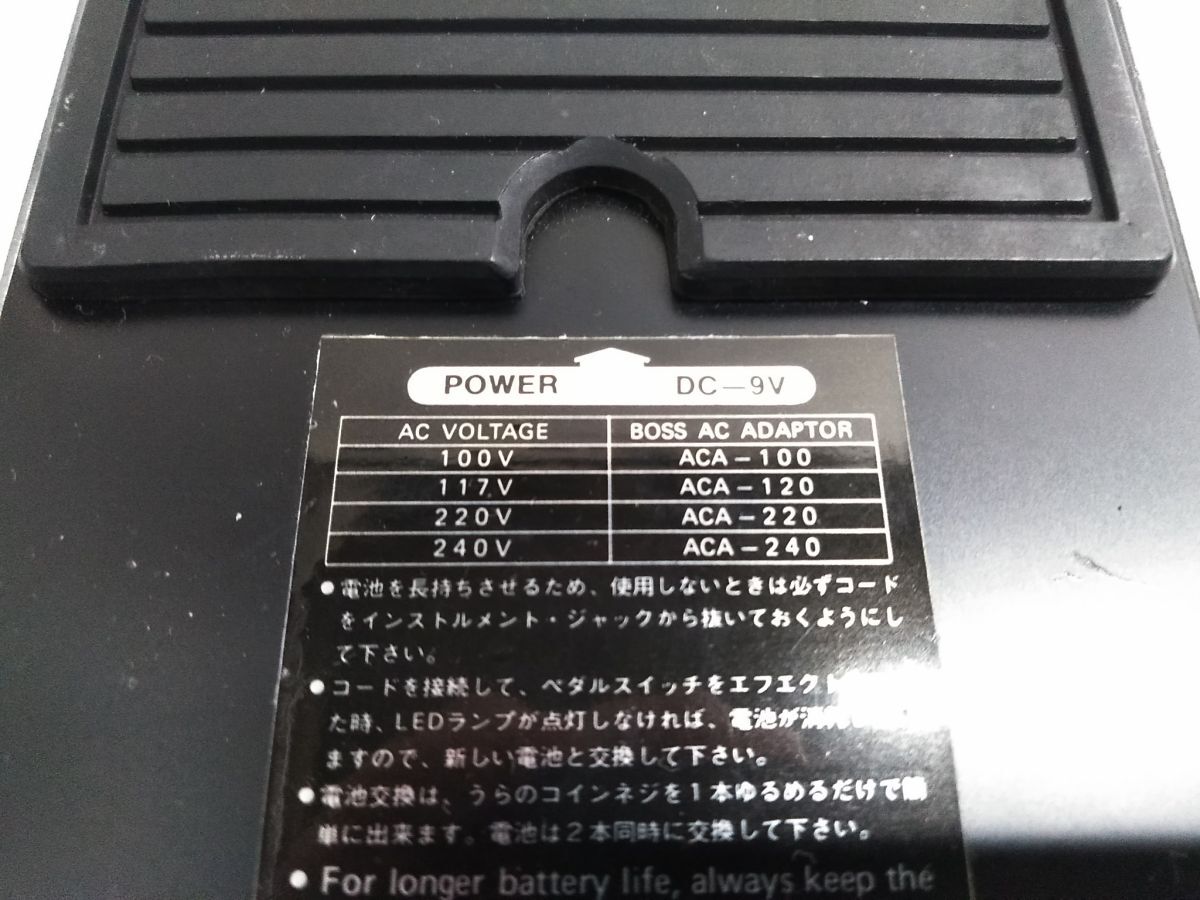 POWER DC—9V
AC VOLTAGE BOSS AC ADAPTOR
100V ACA-100
117V ACA-120
220V ACA-220
240V ACA-240
●電池を長持ちさせるため、使用しないときは必ずコード
をインストルメント・ジャックから抜いておくようにし
て下さい。
●コードを接続して、ペダルスイッチをエフェクト
た時、LEDランプが点灯しなければ、電池が消耗
ますので、新しい電池と交換して下さい。
●電池交換は、うらのコインネジを1本ゆるめるだけで簡
単に出来ます。電池は2本同時に交換して下さい。
● For longer battery life, always keep the